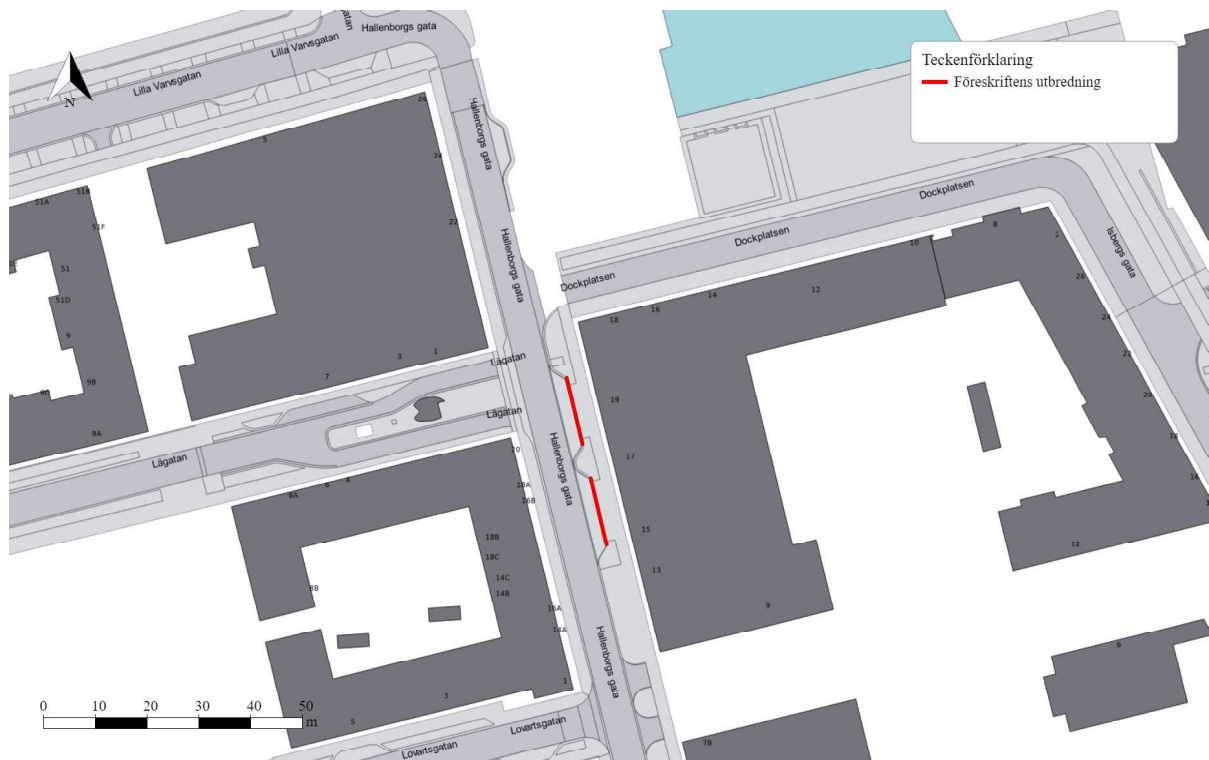 Hallenborgs gata
Lilla Varvsgatan
Lilla Varvsgatan
Teckenförklaring
Föreskriftens utbredning
N
26
Hallenborgs gata
5
24
51B
51A
51F
22
51
51D
9
9B
9D
9A
Hallenborgs gata
Dockplatsen
Dockplatsen
Dockplatsen
8
2
10
12
14
16
18
Isbergs gata
26
24
22
20
18
16
1
3
7
Lägatan
Lägatan
Lägatan
19
17
15
13
9
12
6
7B
Hallenborgs gata
20
18A
16B
8A
6
4
18B
18C
14C
14B
8B
16A
14A
Hallenborgs gata
1
3
5
Lovartsgatan
Lovartsgatan
0 10 20 30 40 50
m